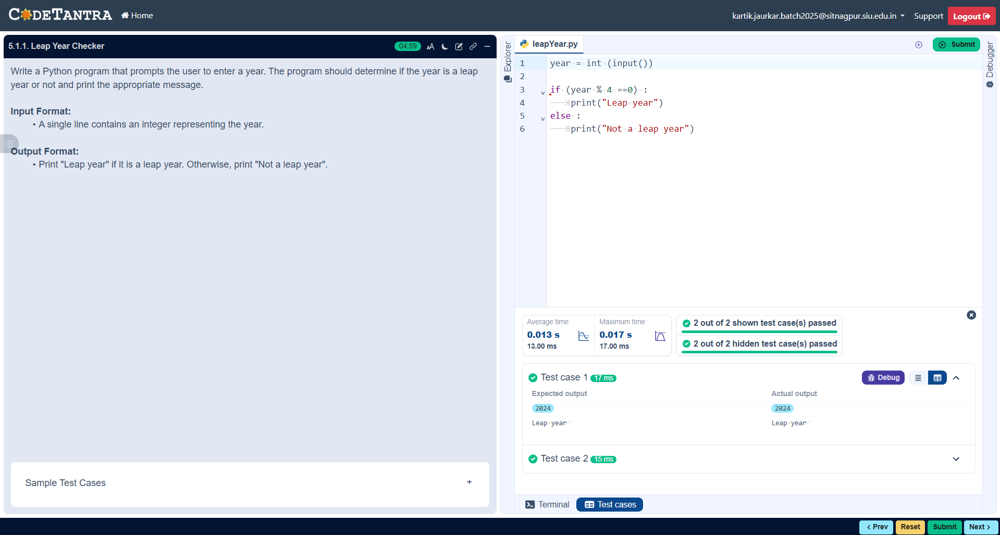 CODETANTRA
Home
kartik.jaurkar.batch2025@sitnagpur.siu.edu.in
Support
Logout
5.1.1. Leap Year Checker
04:59
AA
Write a Python program that prompts the user to enter a year. The program should determine if the year is a leap
year or not and print the appropriate message.
Input Format:
• A single line contains an integer representing the year.
Output Format:
• Print "Leap year" if it is a leap year. Otherwise, print "Not a leap year".
Sample Test Cases
+
Explorer
leapYear.py
Submit
Debugger
1 year = int (input())
2
3 if (year % 4 ==0) :
4 print("Leap year")
5 else :
6 print("Not a leap year")
Average time
0.013 s
13.00 ms
Maximum time
0.017 s
17.00 ms
2 out of 2 shown test case(s) passed
2 out of 2 hidden test case(s) passed
Test case 1 17 ms
Debug
Expected output
Actual output
2024
2024
Leap·year
Leap·year
Test case 2 15 ms
Terminal
Test cases
< Prev
Reset
Submit
Next >